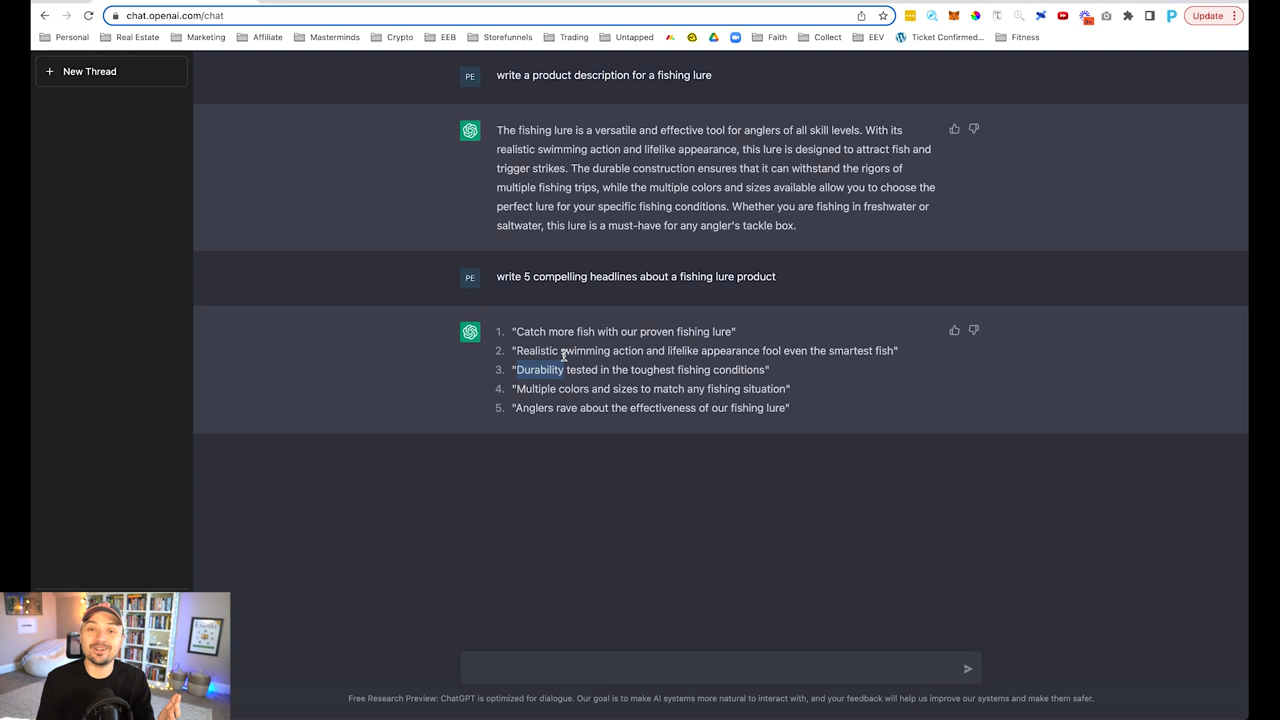 chat.openai.com/chat
Update
Personal Real Estate Marketing Affiliate Masterminds Crypto EEB Storefunnels Trading Untapped Faith Collect EEV Ticket Confirmed... Fitness
+ New Thread
PE write a product description for a fishing lure
The fishing lure is a versatile and effective tool for anglers of all skill levels. With its
realistic swimming action and lifelike appearance, this lure is designed to attract fish and
trigger strikes. The durable construction ensures that it can withstand the rigors of
multiple fishing trips, while the multiple colors and sizes available allow you to choose the
perfect lure for your specific fishing conditions. Whether you are fishing in freshwater or
saltwater, this lure is a must-have for any angler's tackle box.
PE write 5 compelling headlines about a fishing lure product
1. "Catch more fish with our proven fishing lure"
2. "Realistic swimming action and lifelike appearance fool even the smartest fish"
3. "Durability tested in the toughest fishing conditions"
4. "Multiple colors and sizes to match any fishing situation"
5. "Anglers rave about the effectiveness of our fishing lure"
Free Research Preview: ChatGPT is optimized for dialogue. Our goal is to make AI systems more natural to interact with, and your feedback will help us improve our systems and make them safer.